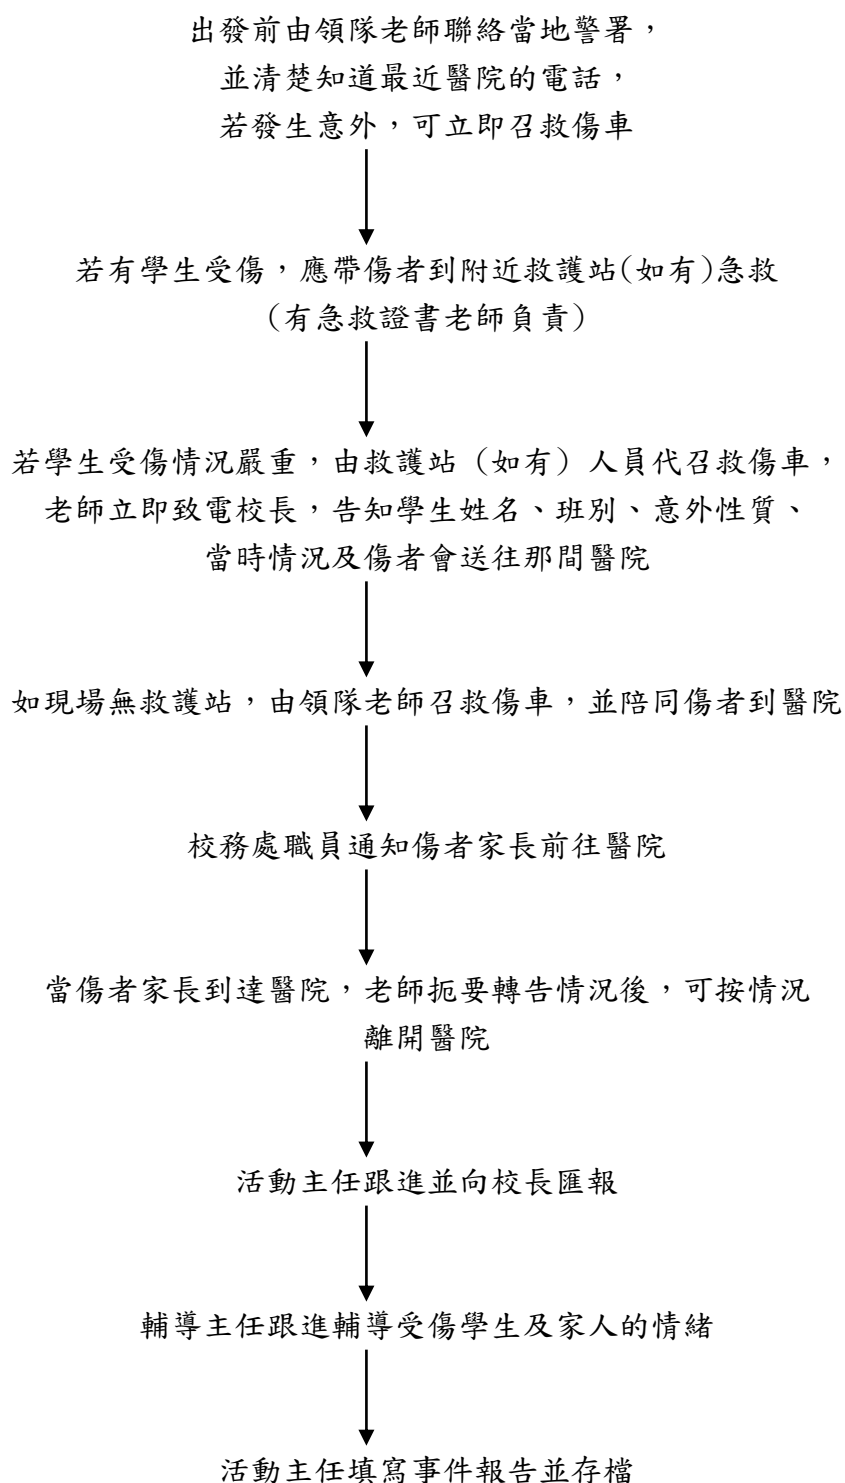 出發前由領隊老師聯絡當地警署，
並清楚知道最近醫院的電話，
若發生意外，可立即召救傷車
若有學生受傷，應帶傷者到附近救護站(如有)急救
(有急救證書老師負責)
若學生受傷情況嚴重，由救護站（如有）人員代召救傷車，
老師立即致電校長，告知學生姓名、班別、意外性質、
當時情況及傷者會送往那間醫院
如現場無救護站，由領隊老師召救傷車，並陪同傷者到醫院
校務處職員通知傷者家長前往醫院
當傷者家長到達醫院，老師扼要轉告情況後，可按情況
離開醫院
活動主任跟進並向校長匯報
輔導主任跟進輔導受傷學生及家人的情緒
活動主任填寫事件報告並存檔